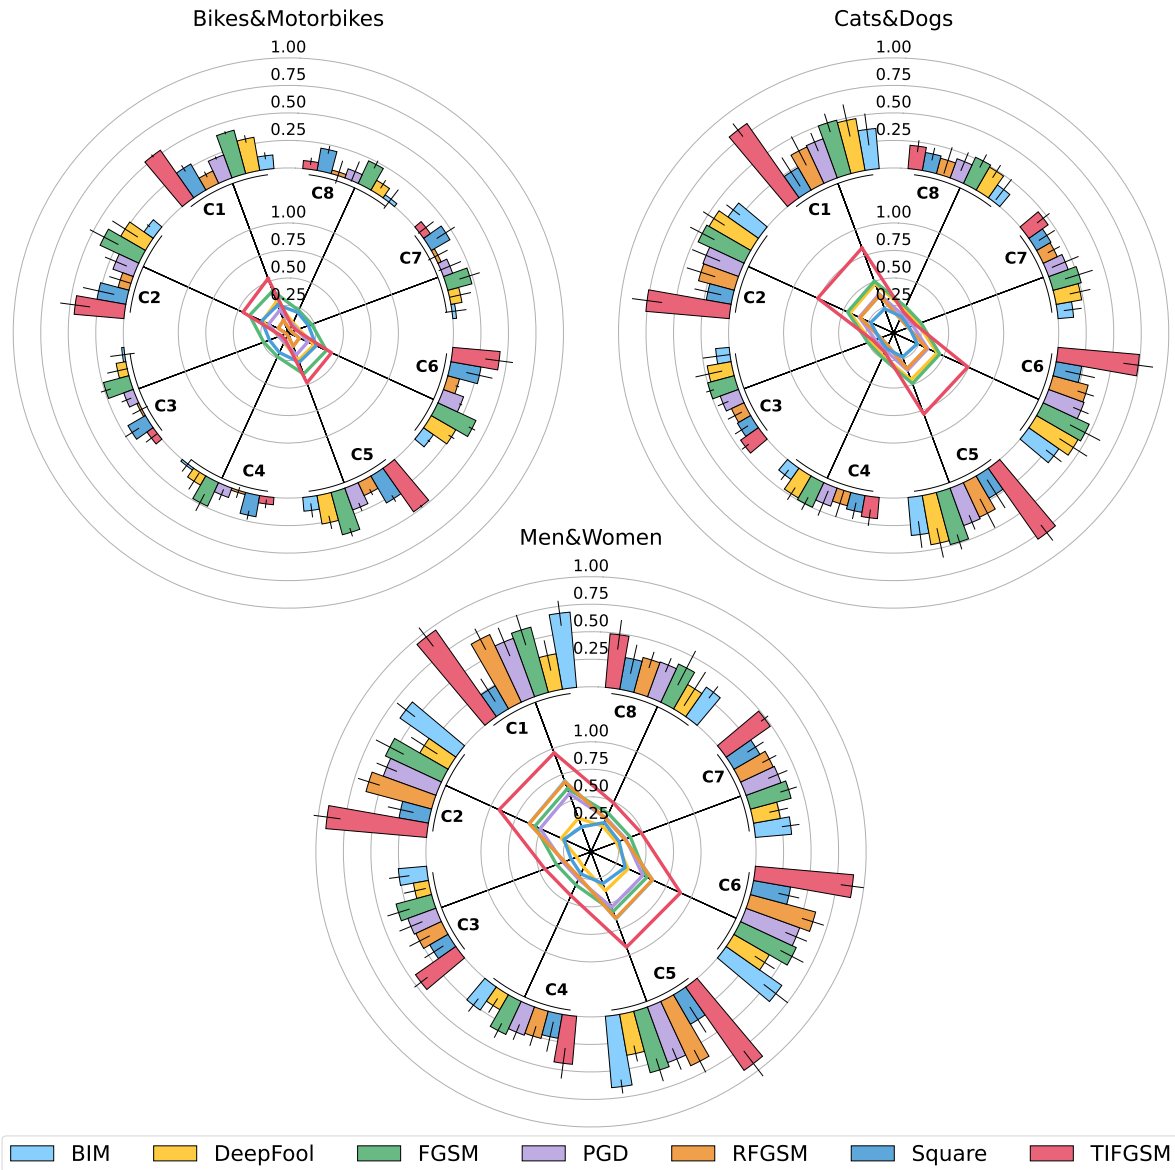 Bikes&Motorbikes
1.00
0.75
0.50
0.25
1.00
0.75
0.50
0.25
C1
C8
C2
C7
C3
C6
C4
C5
Cats&Dogs
1.00
0.75
0.50
0.25
1.00
0.75
0.50
0.25
C1
C8
C2
C7
C3
C6
C4
C5
Men&Women
1.00
0.75
0.50
0.25
1.00
0.75
0.50
0.25
C1
C8
C2
C7
C3
C6
C4
C5
BIM DeepFool FGSM PGD RFGSM Square TIFGSM